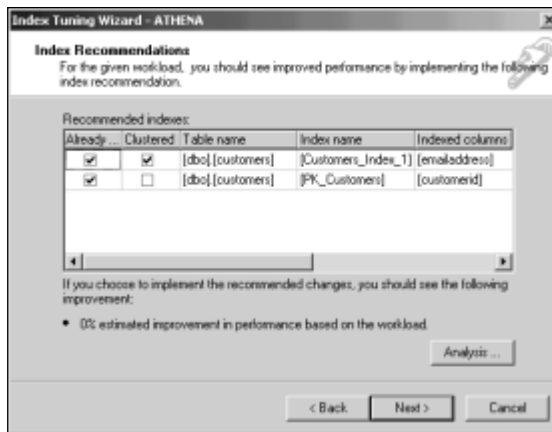 Index Tuning Wizard - ATHENA
Index Recommendations
For the given workload, you should see improved performance by implementing the following
index recommendation.
Recommended indexes:
Already ... Clustered Table name Index name Indexed columns
[dbo].[customers] [Customers_Index_1] [emailaddress]
[dbo].[customers] [PK_Customers] [customerid]
If you choose to implement the recommended changes, you should see the following
improvement:
• 0% estimated improvement in performance based on the workload.
Analysis ...
< Back Next > Cancel